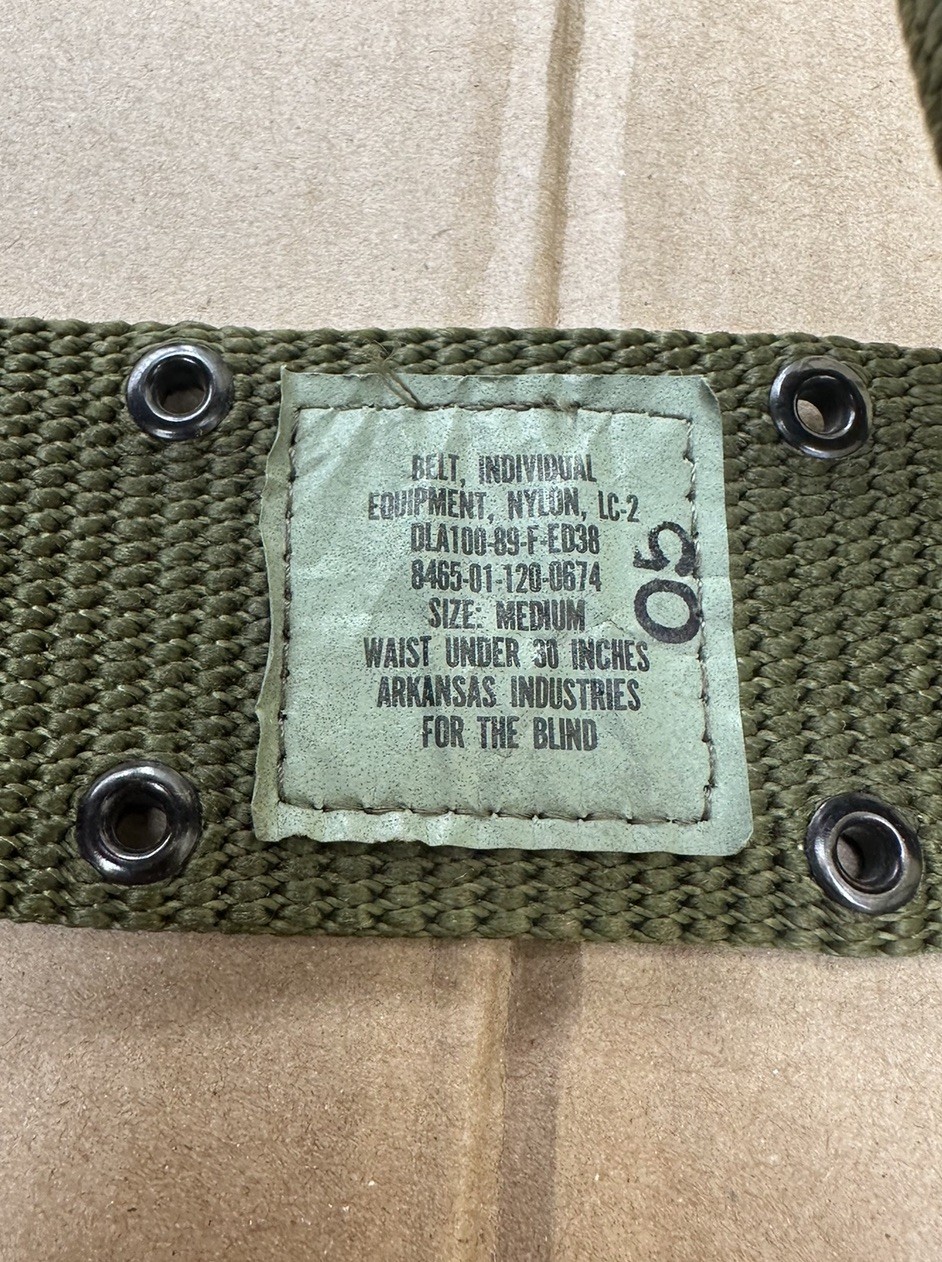 BELT, INDIVIDUAL
EQUIPMENT, NYLON, LC-2
DLA100-89-F-ED38
8465-01-120-0674
SIZE: MEDIUM
WAIST UNDER 30 INCHES
ARKANSAS INDUSTRIES
FOR THE BLIND
05